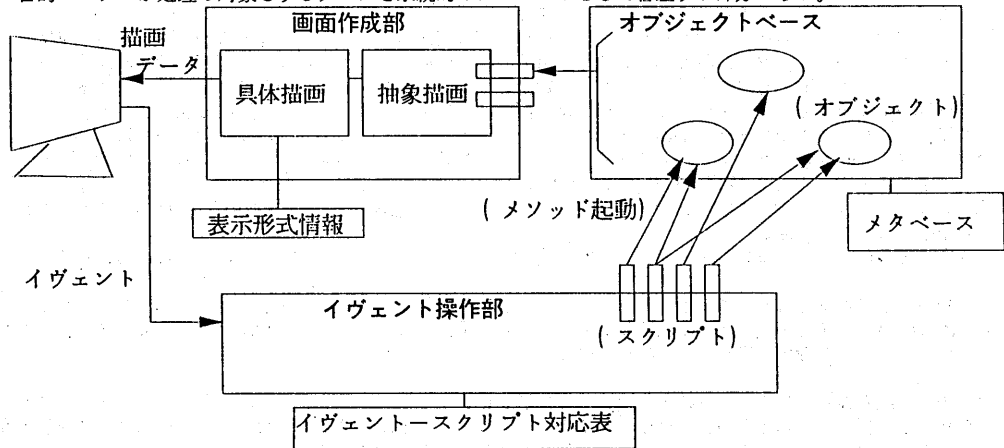 描画
データ
画面作成部
具体描画
抽象描画
表示形式情報
オブジェクトベース
(オブジェクト)
(メソッド起動)
メタベース
イヴェント
イヴェント操作部
(スクリプト)
イヴェントースクリプト対応表